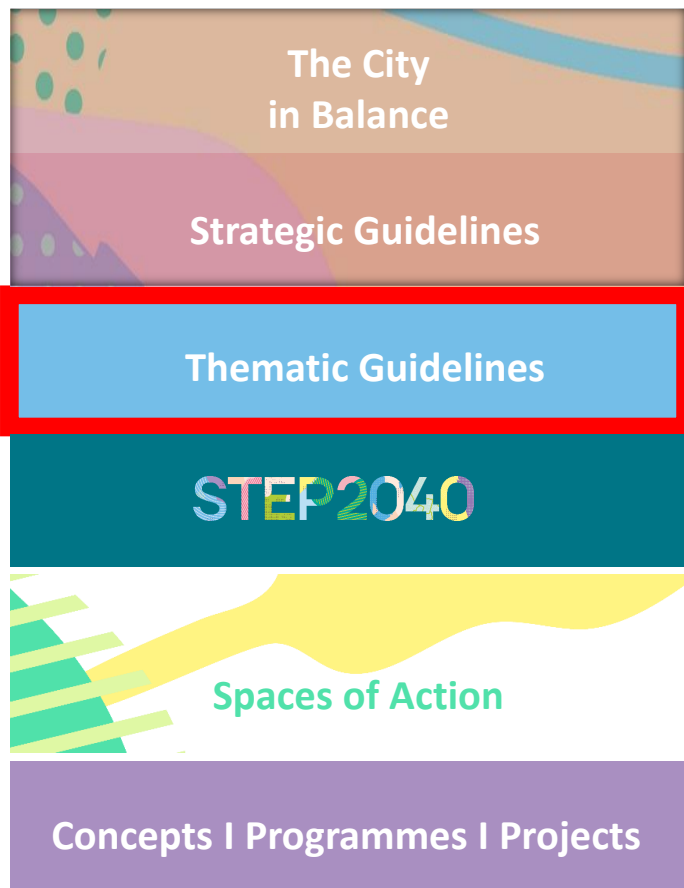 The City
in Balance
Strategic Guidelines
Thematic Guidelines
STEP2040
Spaces of Action
Concepts I Programmes I Projects